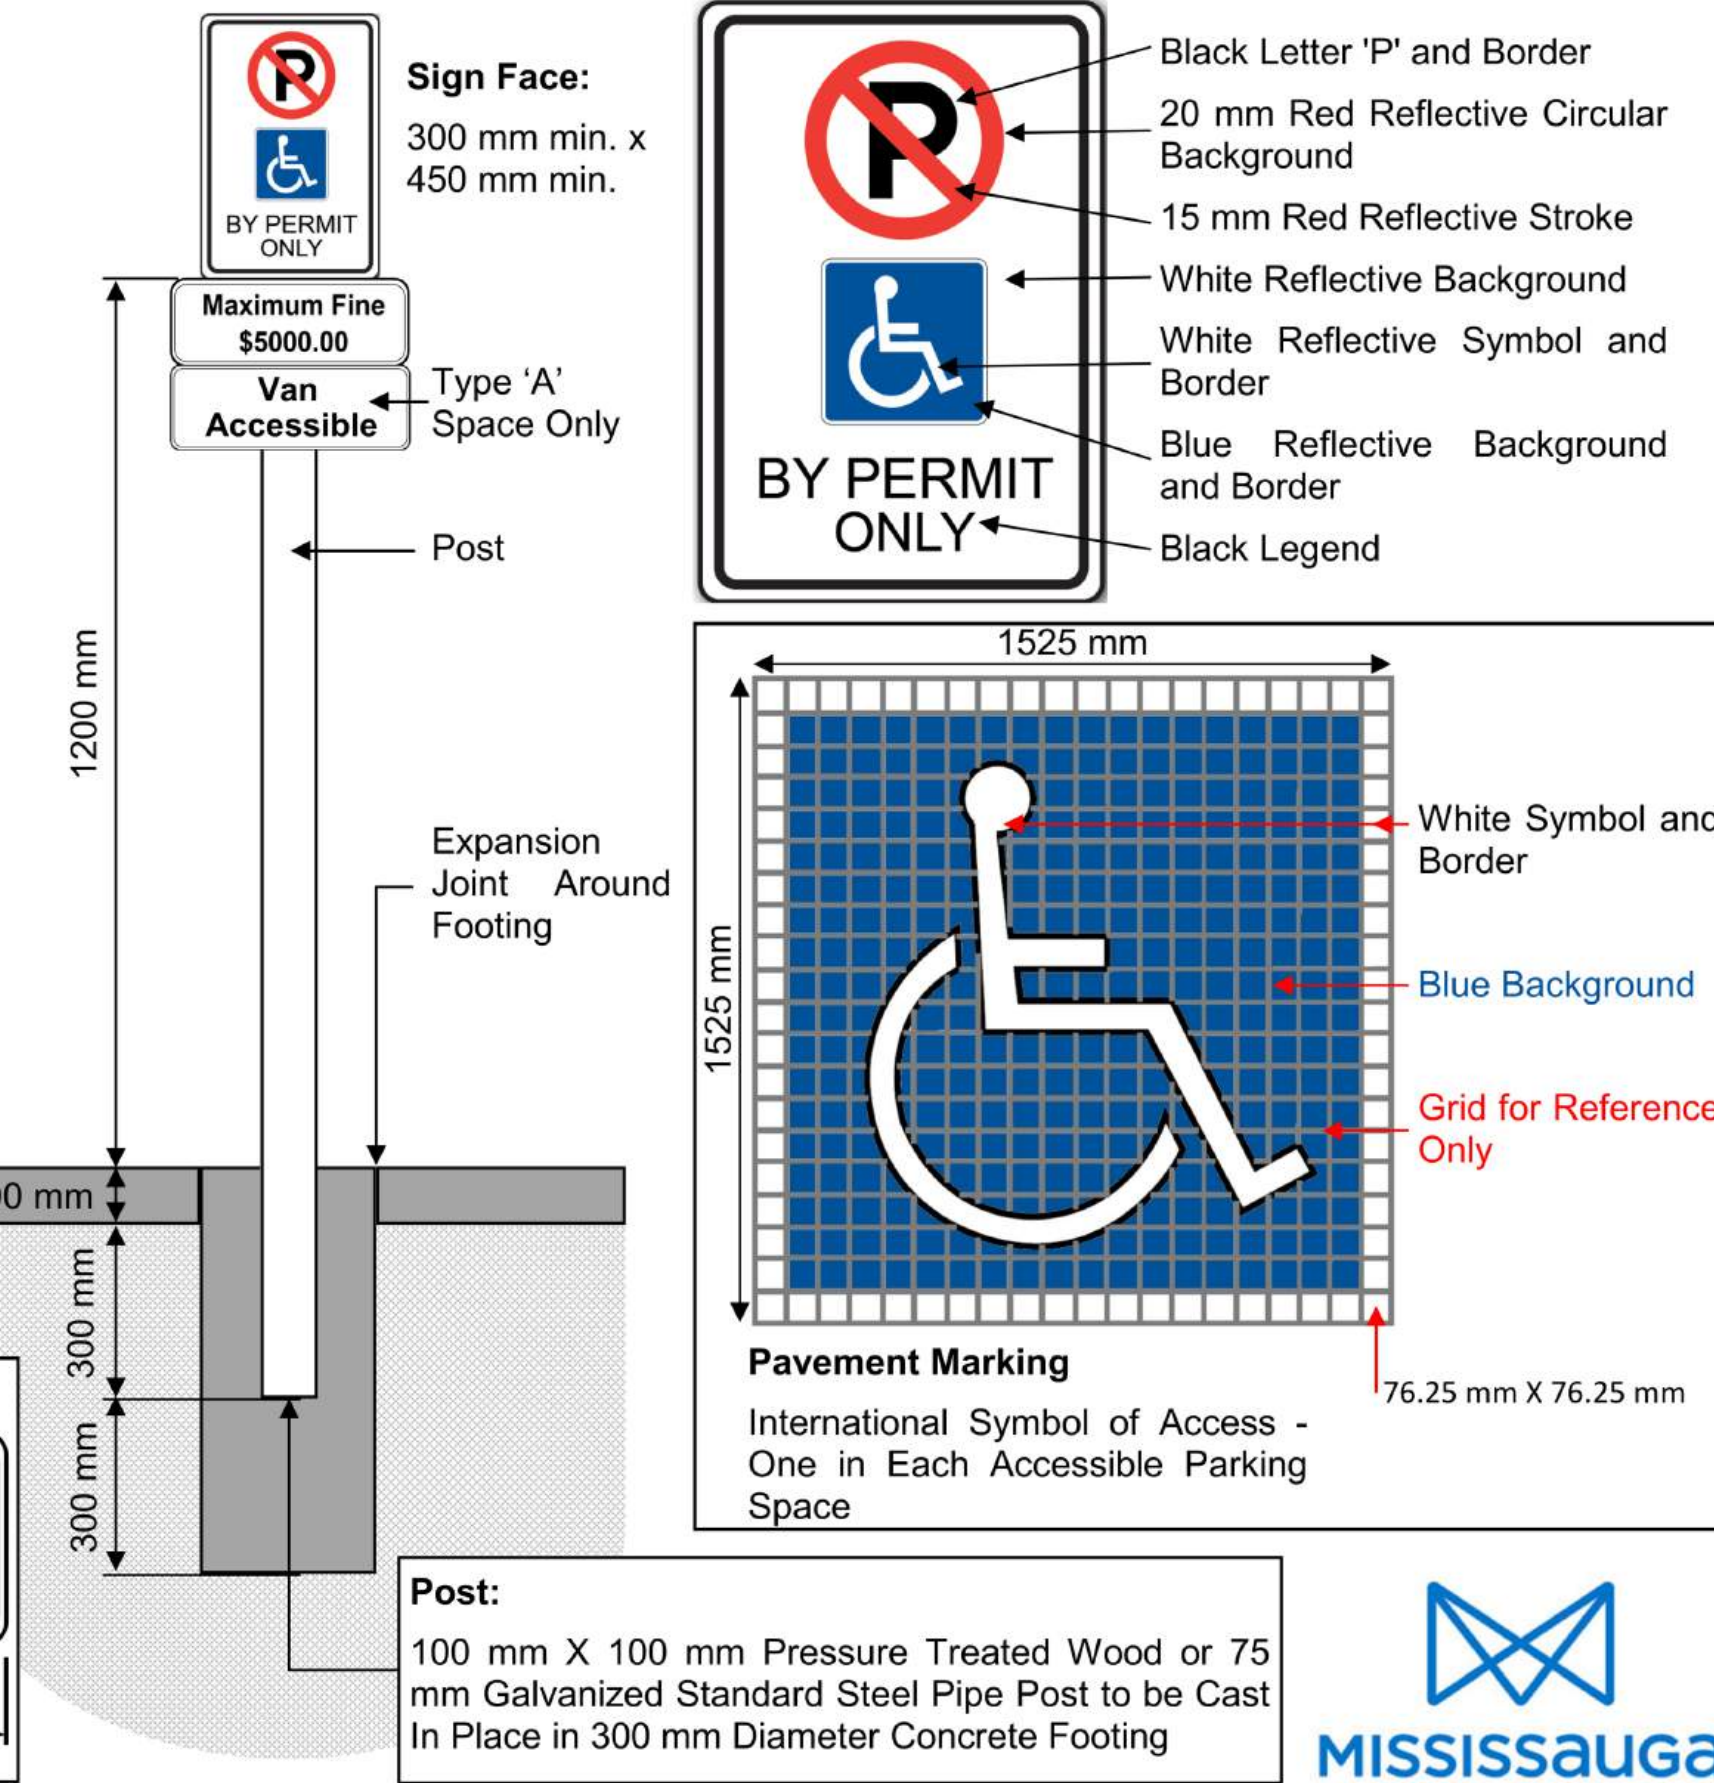 P
BY PERMIT
ONLY
Sign Face:
300 mm min. x
450 mm min.
Maximum Fine
$5000.00
Van
Accessible
Type ‘A’
Space Only
Post
1200 mm
Expansion
Joint Around
Footing
0 mm
300 mm
300 mm
P
BY PERMIT
ONLY
Black Letter 'P' and Border
20 mm Red Reflective Circular
Background
15 mm Red Reflective Stroke
White Reflective Background
White Reflective Symbol and
Border
Blue Reflective Background
and Border
Black Legend
1525 mm
1525 mm
White Symbol and
Border
Blue Background
Grid for Reference
Only
76.25 mm X 76.25 mm
Pavement Marking
International Symbol of Access -
One in Each Accessible Parking
Space
Post:
100 mm X 100 mm Pressure Treated Wood or 75
mm Galvanized Standard Steel Pipe Post to be Cast
In Place in 300 mm Diameter Concrete Footing
MISSISSauGa